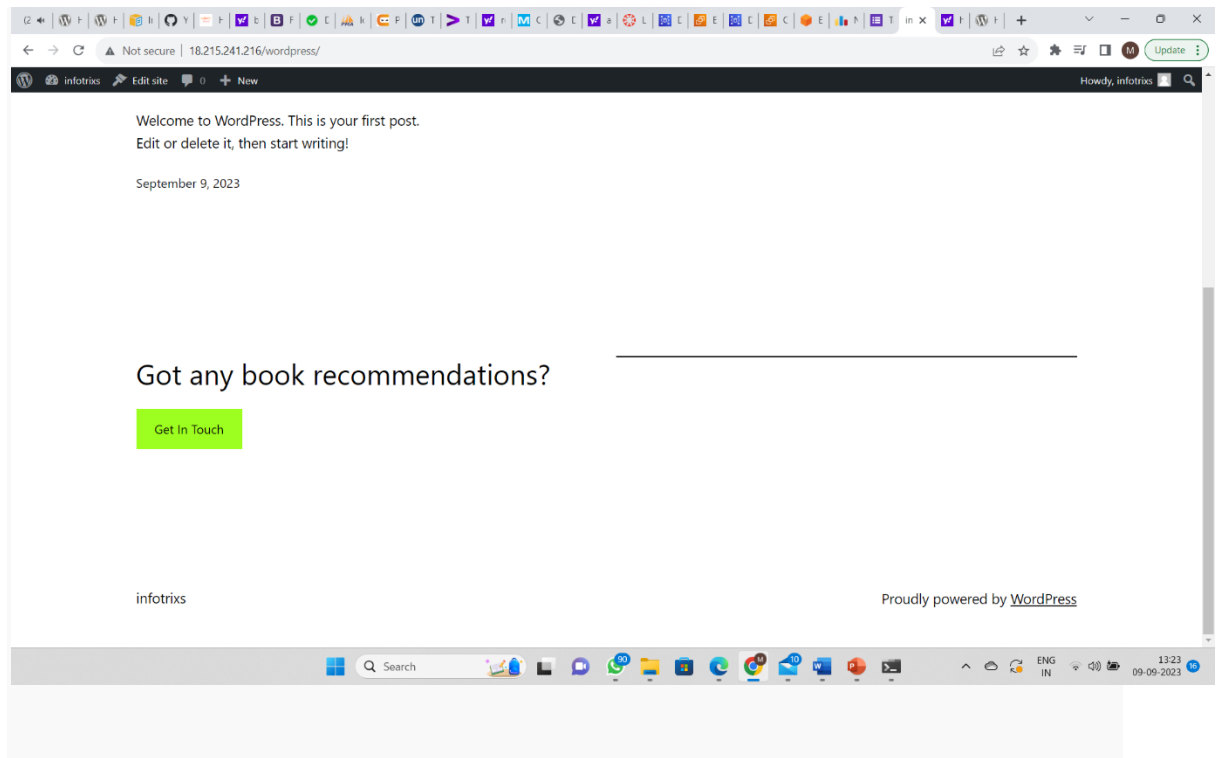 Not secure | 18.215.241.216/wordpress/
M
Update
infotrixs
Edit site
0
New
Howdy, infotrixs
Welcome to WordPress. This is your first post.
Edit or delete it, then start writing!
September 9, 2023
Got any book recommendations?
Get In Touch
infotrixs
Proudly powered by WordPress
Search
90
M
10
ENG
IN
13:23
09-09-2023
16